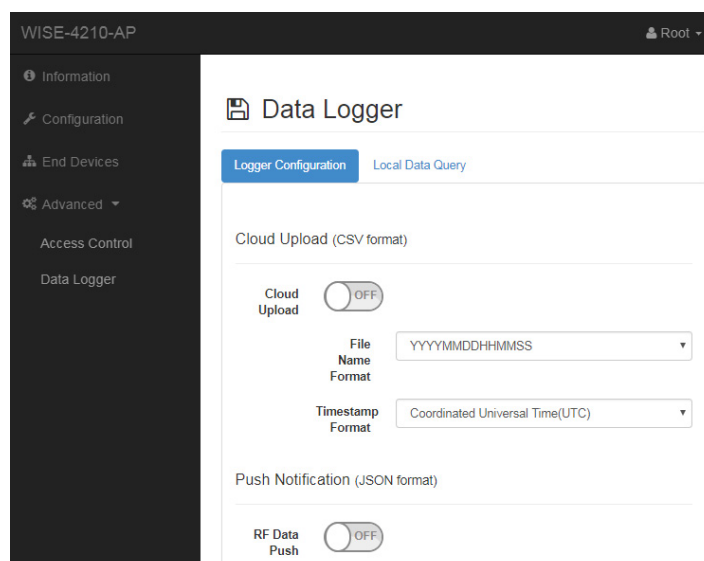 WISE-4210-AP
Root
Information
Configuration
End Devices
Advanced
Access Control
Data Logger
Data Logger
Logger Configuration
Local Data Query
Cloud Upload (CSV format)
Cloud
Upload
OFF
File
Name
Format
YYYYMMDDHHMMSS
Timestamp
Format
Coordinated Universal Time(UTC)
Push Notification (JSON format)
RF Data
Push
OFF